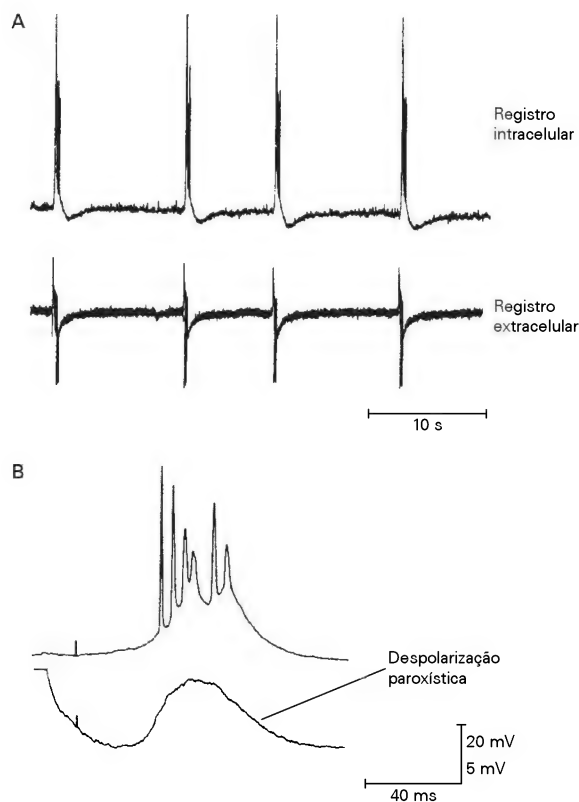 A
Registro
intracelular
Registro
extracelular
10 s
B
Despolarização
paroxística
20 mV
5 mV
40 ms